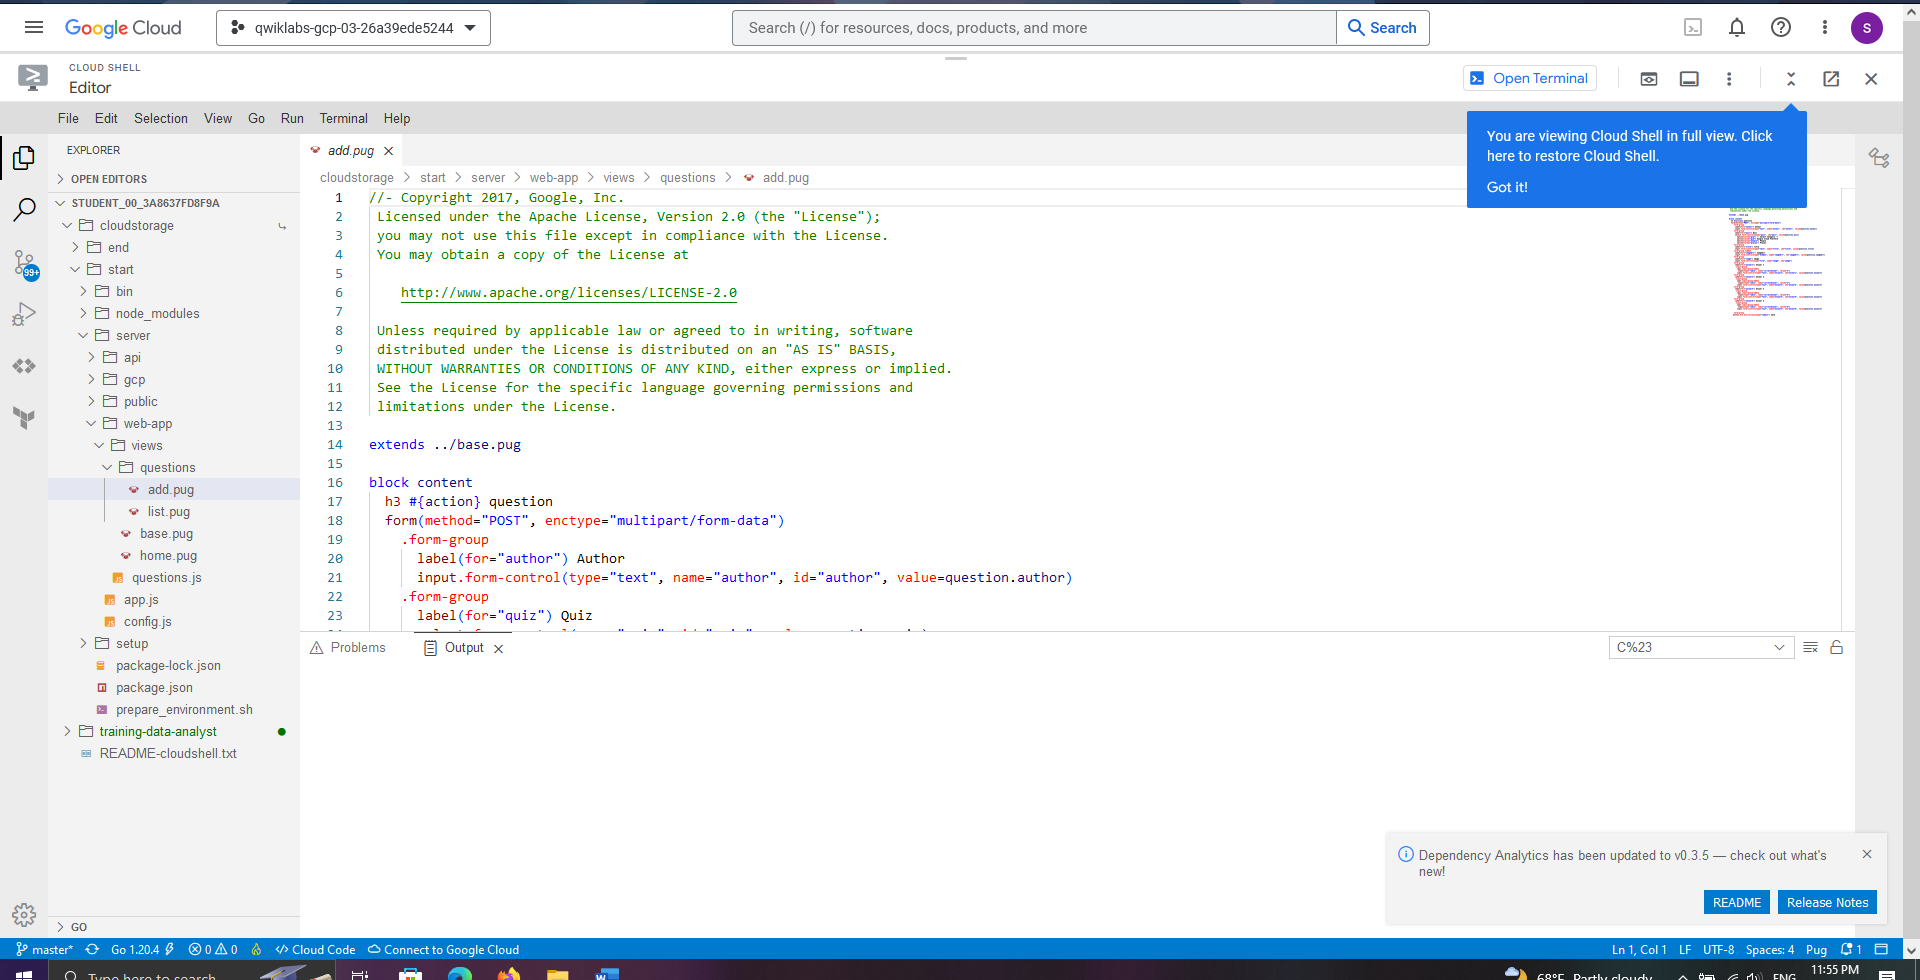 Google Cloud
qwiklabs-gcp-03-26a39ede5244
Search (/) for resources, docs, products, and more
Search
S
CLOUD SHELL
Editor
Open Terminal
File Edit Selection View Go Run Terminal Help
You are viewing Cloud Shell in full view. Click
here to restore Cloud Shell.
Got it!
EXPLORER
OPEN EDITORS
STUDENT_00_3A8637FD8F9A
cloudstorage
end
start
bin
node_modules
server
api
gcp
public
web-app
views
questions
add.pug
list.pug
base.pug
home.pug
questions.js
app.js
config.js
setup
package-lock.json
package.json
prepare_environment.sh
training-data-analyst
README-cloudshell.txt
GO
99+
add.pug
cloudstorage > start > server > web-app > views > questions > add.pug
1 //- Copyright 2017, Google, Inc.
2 Licensed under the Apache License, Version 2.0 (the "License");
3 you may not use this file except in compliance with the License.
4 You may obtain a copy of the License at
5
6 http://www.apache.org/licenses/LICENSE-2.0
7
8 Unless required by applicable law or agreed to in writing, software
9 distributed under the License is distributed on an "AS IS" BASIS,
10 WITHOUT WARRANTIES OR CONDITIONS OF ANY KIND, either express or implied.
11 See the License for the specific language governing permissions and
12 limitations under the License.
13
14 extends ../base.pug
15
16 block content
17 h3 #{action} question
18 form(method="POST", enctype="multipart/form-data")
19 .form-group
20 label(for="author") Author
21 input.form-control(type="text", name="author", id="author", value=question.author)
22 .form-group
23 label(for="quiz") Quiz
Problems
Output
C%23
Dependency Analytics has been updated to v0.3.5 — check out what's
new!
README
Release Notes
master* Go 1.20.4 0 0 Cloud Code Connect to Google Cloud
Ln 1, Col 1 LF UTF-8 Spaces: 4 Pug 1
Type here to search
68°F Partly cloudy
ENG
11:55 PM